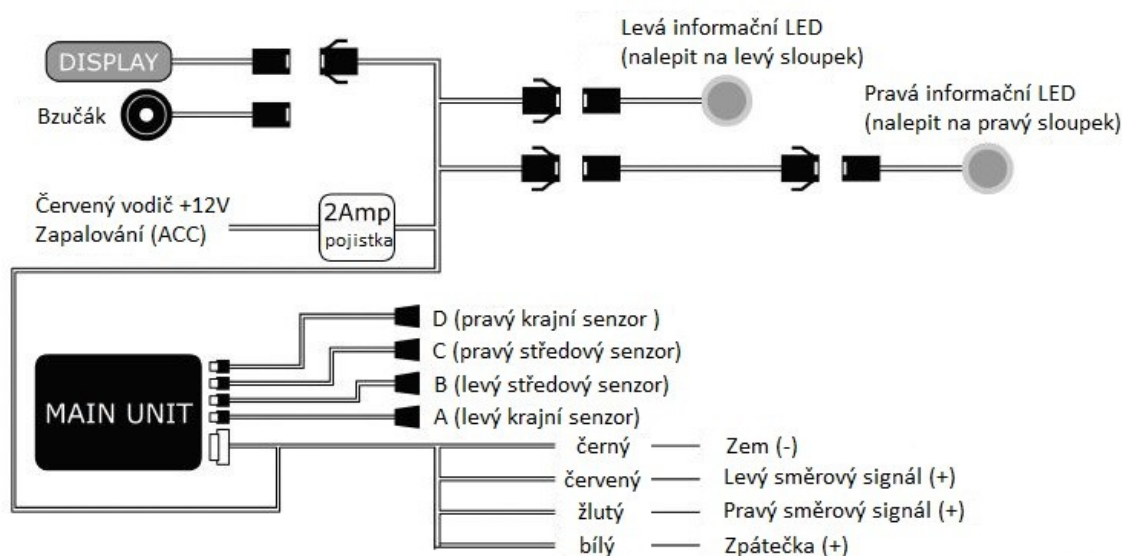 DISPLAY
Bzučák
Levá informační LED
(nalepit na levý sloupek)
Pravá informační LED
(nalepit na pravý sloupek)
Červený vodič +12V
Zapalování (ACC)
2Amp
pojistka
MAIN UNIT
D (pravý krajní senzor )
C (pravý středový senzor)
B (levý středový senzor)
A (levý krajní senzor)
černý Zem (-)
červený Levý směrový signál (+)
žlutý Pravý směrový signál (+)
bílý Zpátečka (+)